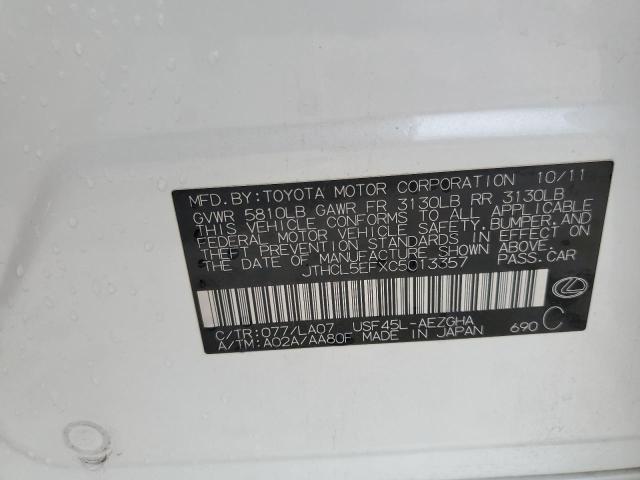 MFD.BY:TOYOTA MOTOR CORPORATION 10/11
GVWR 5810LB GAWR FR 3130LB RR 3130LB
THIS VEHICLE CONFORMS TO ALL APPLICABLE
FEDERAL MOTOR VEHICLE SAFETY,BUMPER,AND
THEFT PREVENTION STANDARDS IN EFFECT ON
THE DATE OF MANUFACTURE SHOWN ABOVE.
JTHCL5EFXC5013357 PASS.CAR
C/TR:077/LA07 USF45L-AEZGHA
A/TM:A02A/AA80F MADE IN JAPAN 690 C